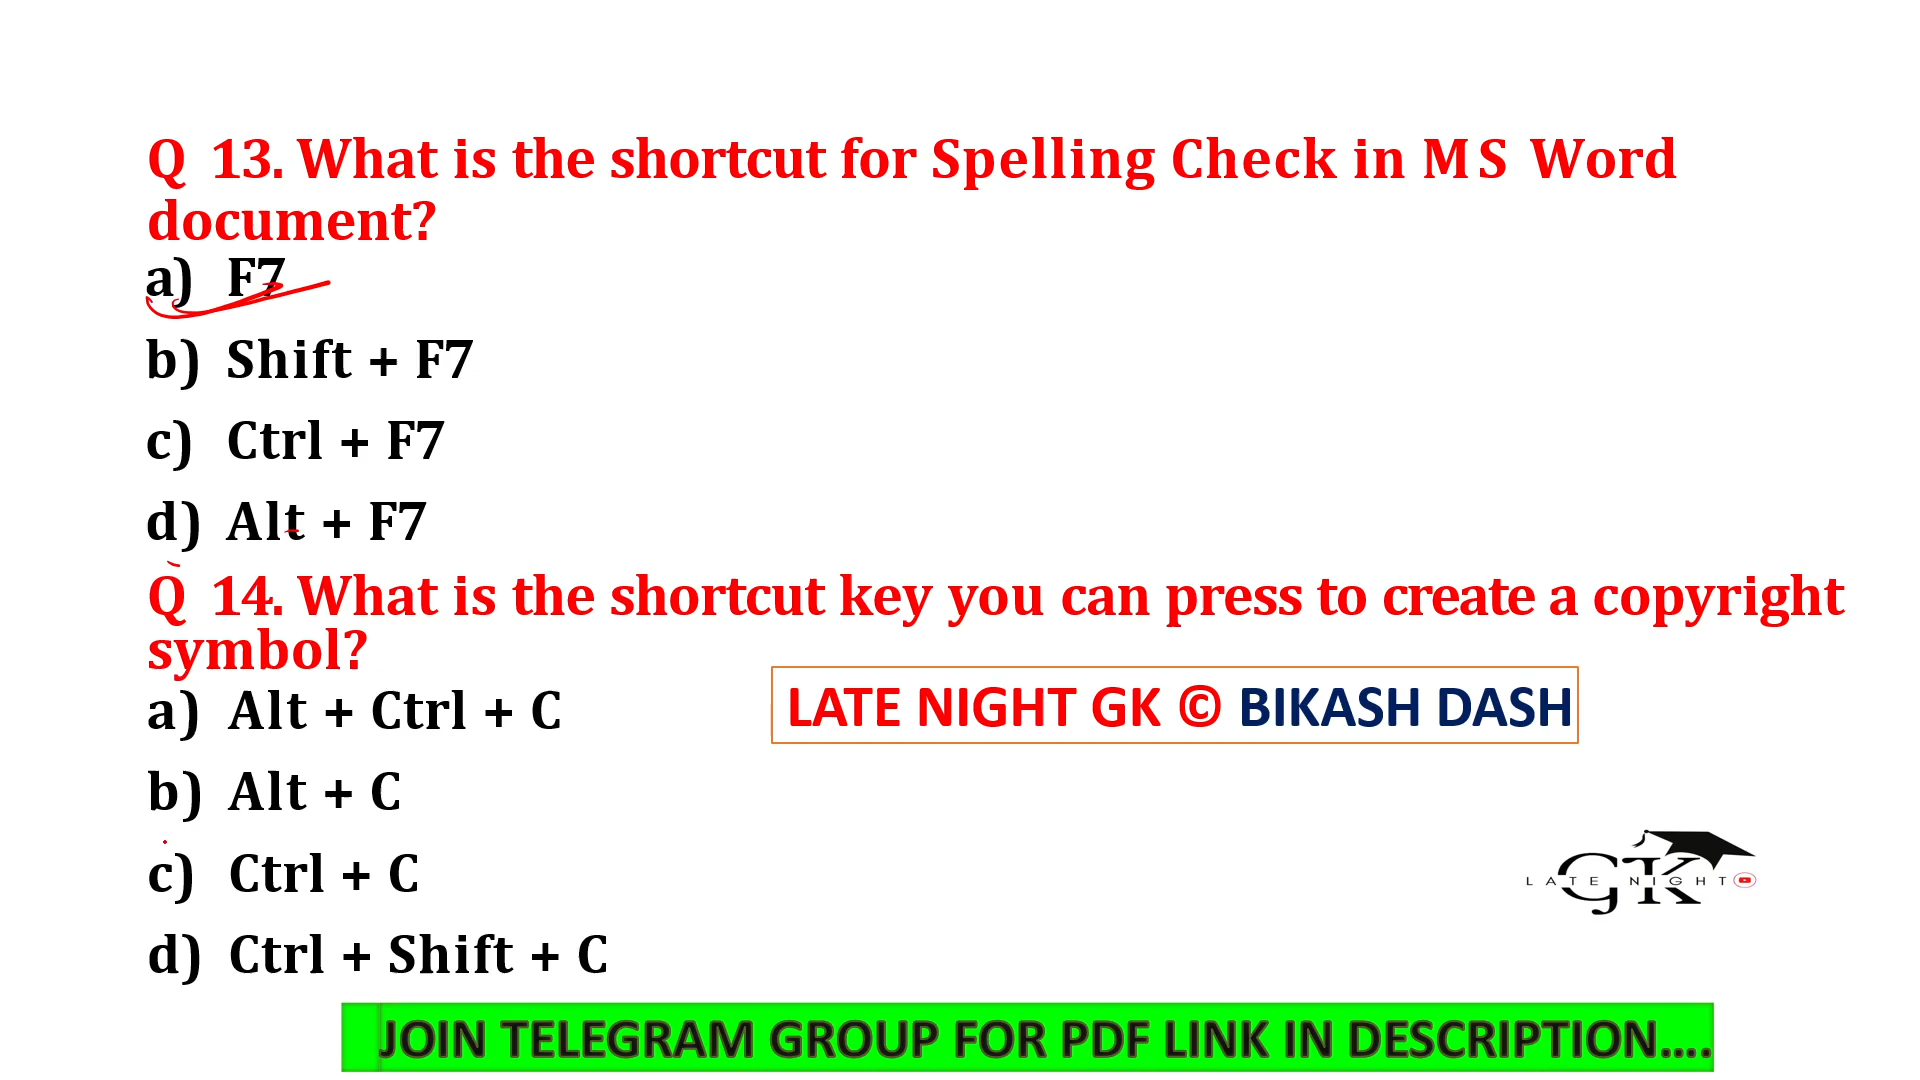 Q 13. What is the shortcut for Spelling Check in MS Word
document?
a) F7
b) Shift + F7
c) Ctrl + F7
d) Alt + F7
Q 14. What is the shortcut key you can press to create a copyright
symbol?
a) Alt + Ctrl + C
LATE NIGHT GK © BIKASH DASH
b) Alt + C
c) Ctrl + C
GK
LATE NIGHT
d) Ctrl + Shift + C
JOIN TELEGRAM GROUP FOR PDF LINK IN DESCRIPTION....